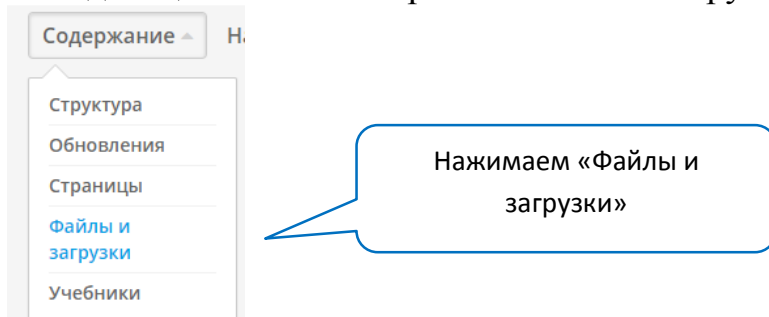 Содержание
Структура
Обновления
Страницы
Файлы и
загрузки
Учебники
Нажимаем «Файлы и
загрузки»